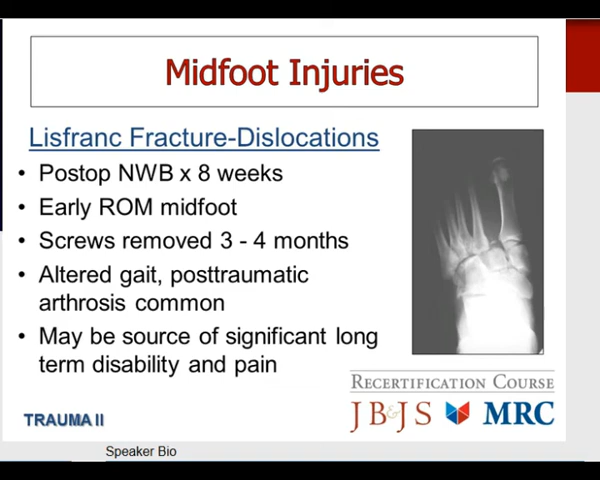 Midfoot Injuries
Lisfranc Fracture-Dislocations
• Postop NWB x 8 weeks
• Early ROM midfoot
• Screws removed 3 - 4 months
• Altered gait, posttraumatic
arthrosis common
• May be source of significant long
term disability and pain
RECERTIFICATION COURSE
JB&JS MRC
TRAUMA II
Speaker Bio